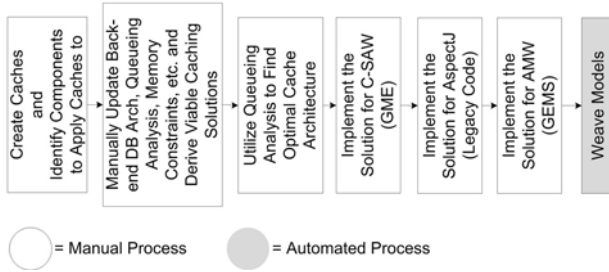 Create Caches
and
Identify Components
to Apply Caches to
Manually Update Back-
end DB Arch, Queueing
Analysis, Memory
Constraints, etc. and
Derive Viable Caching
Solutions
Utilize Queuing
Analysis to Find
Optimal Cache
Architecture
Implement the
Solution for C-SAW
(GME)
Implement the
Solution for AspectJ
(Legacy Code)
Implement the
Solution for AMW
(GEMS)
Weave Models
= Manual Process
= Automated Process